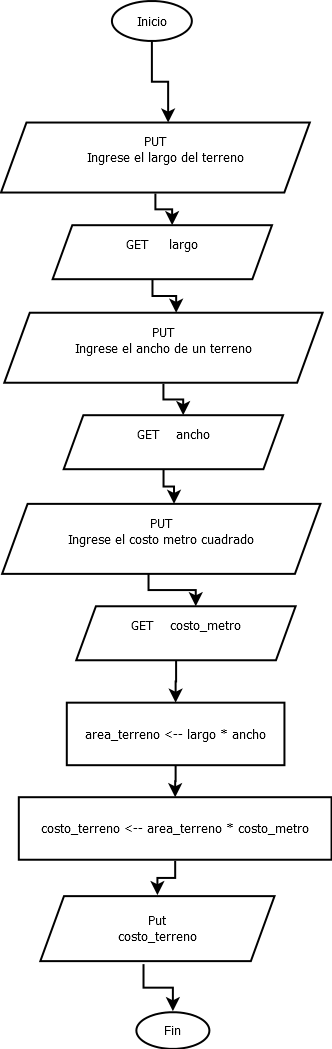 Inicio
PUT
Ingrese el largo del terreno
GET largo
PUT
Ingrese el ancho de un terreno
GET ancho
PUT
Ingrese el costo metro cuadrado
GET costo_metro
area_terreno <-- largo * ancho
costo_terreno <-- area_terreno * costo_metro
Put
costo_terreno
Fin